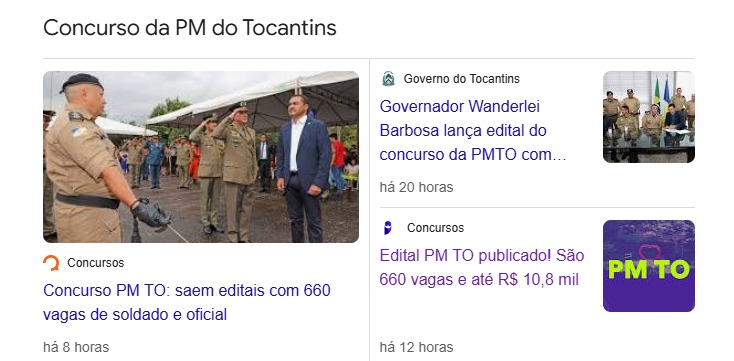 Concurso da PM do Tocantins
Concursos
Concurso PM TO: saem editais com 660
vagas de soldado e oficial
há 8 horas
Governo do Tocantins
Governador Wanderlei
Barbosa lança edital do
concurso da PMTO com…
há 20 horas
Concursos
Edital PM TO publicado! São
660 vagas e até R$ 10,8 mil
PM TO
há 12 horas